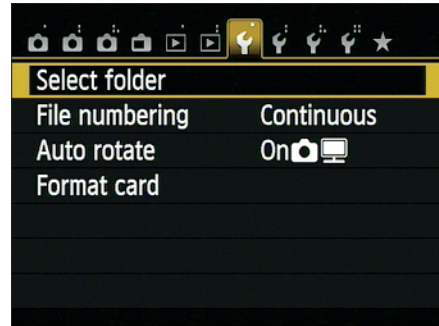 Select folder
File numbering Continuous
Auto rotate On
Format card